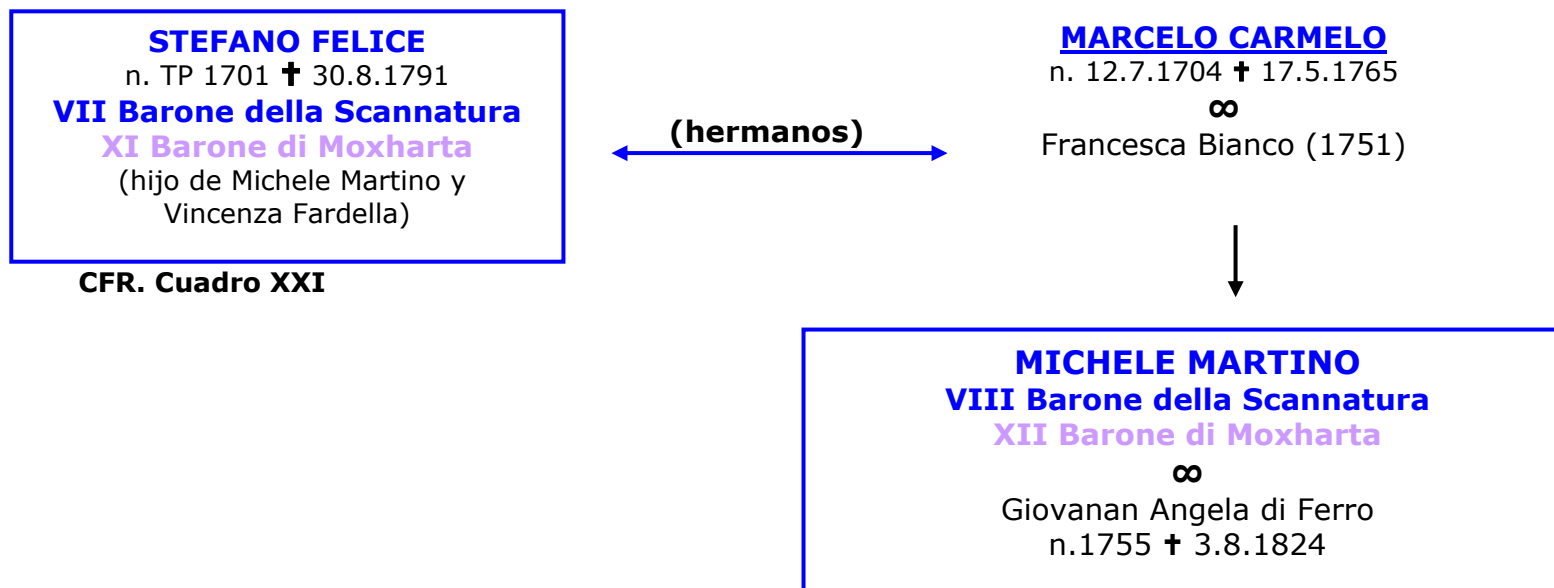 STEFANO FELICE
n. TP 1701 ✝ 30.8.1791
VII Barone della Scannatura
XI Barone di Moxharta
(hijo de Michele Martino y
Vincenza Fardella)
CFR. Cuadro XXI
(hermanos)
MARCELO CARMELO
n. 12.7.1704 ✝ 17.5.1765
∞
Francesca Bianco (1751)
MICHELE MARTINO
VIII Barone della Scannatura
XII Barone di Moxharta
∞
Giovanan Angela di Ferro
n.1755 ✝ 3.8.1824